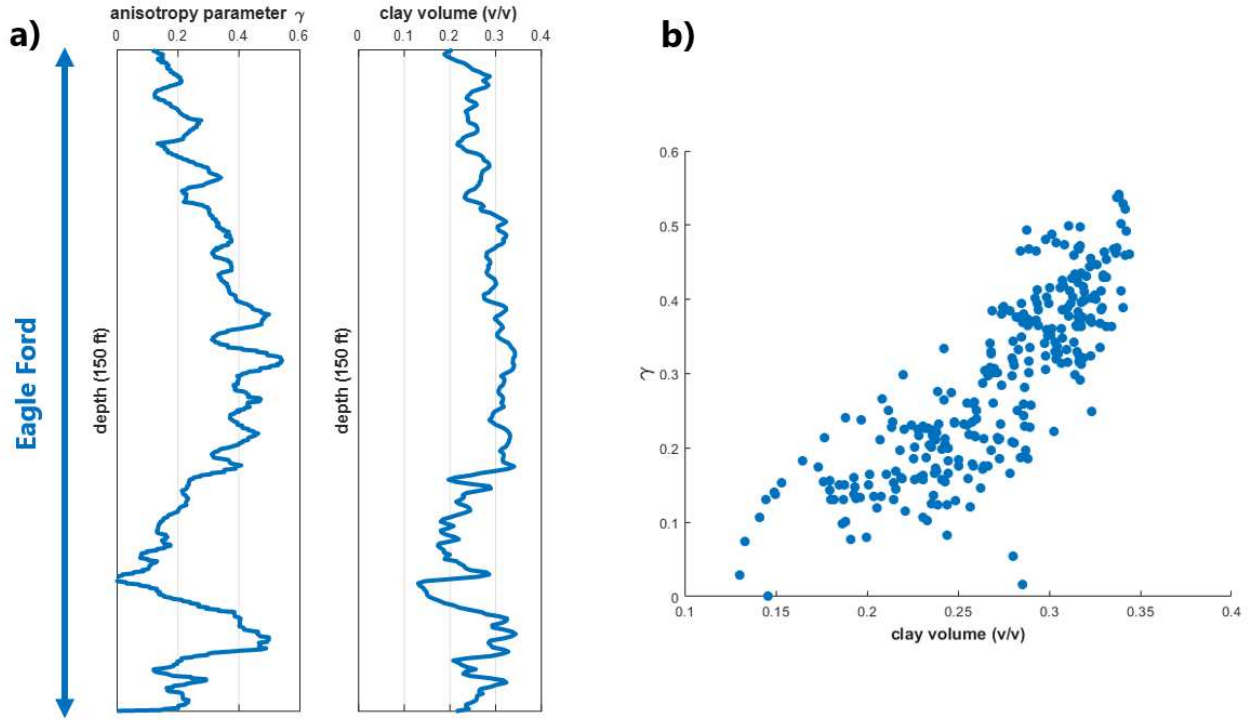 a)
anisotropy parameter γ
0 0.2 0.4 0.6
clay volume (v/v)
0 0.1 0.2 0.3 0.4
Eagle Ford
depth (150 ft)
depth (150 ft)
b)
0.6
0.5
0.4
0.3
0.2
0.1
0
γ
0.1 0.15 0.2 0.25 0.3 0.35 0.4
clay volume (v/v)